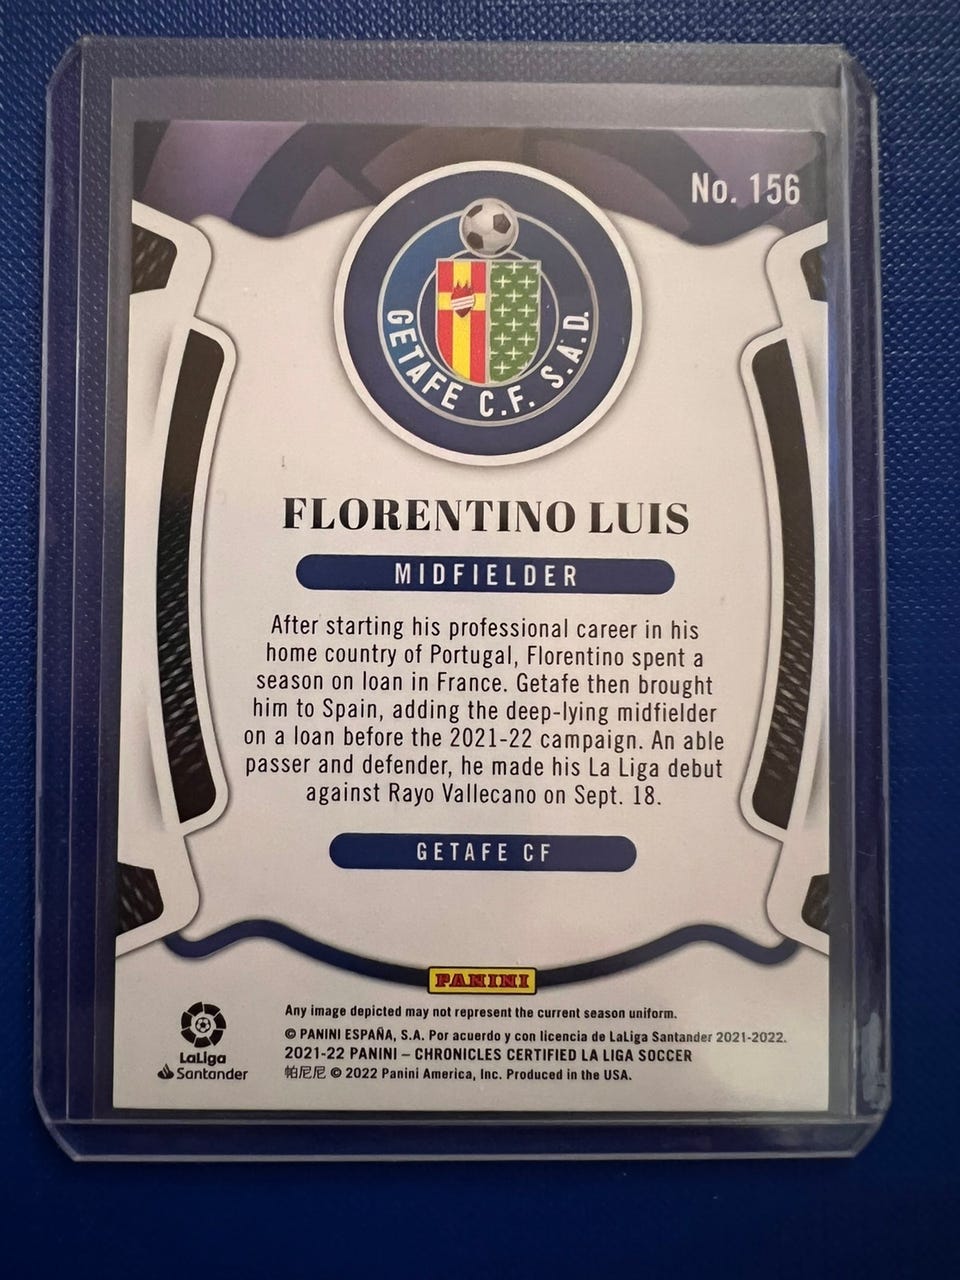 No. 156
GETAFE C.F. S.A.D.
FLORENTINO LUIS
MIDFIELDER
After starting his professional career in his
home country of Portugal, Florentino spent a
season on loan in France. Getafe then brought
him to Spain, adding the deep-lying midfielder
on a loan before the 2021-22 campaign. An able
passer and defender, he made his La Liga debut
against Rayo Vallecano on Sept. 18.
GETAFE CF
PANINI
Any image depicted may not represent the current season uniform.
© PANINI ESPAÑA, S.A. Por acuerdo y con licencia de LaLiga Santander 2021-2022.
2021-22 PANINI – CHRONICLES CERTIFIED LA LIGA SOCCER
帕尼尼 © 2022 Panini America, Inc. Produced in the USA.
LaLiga
Santander